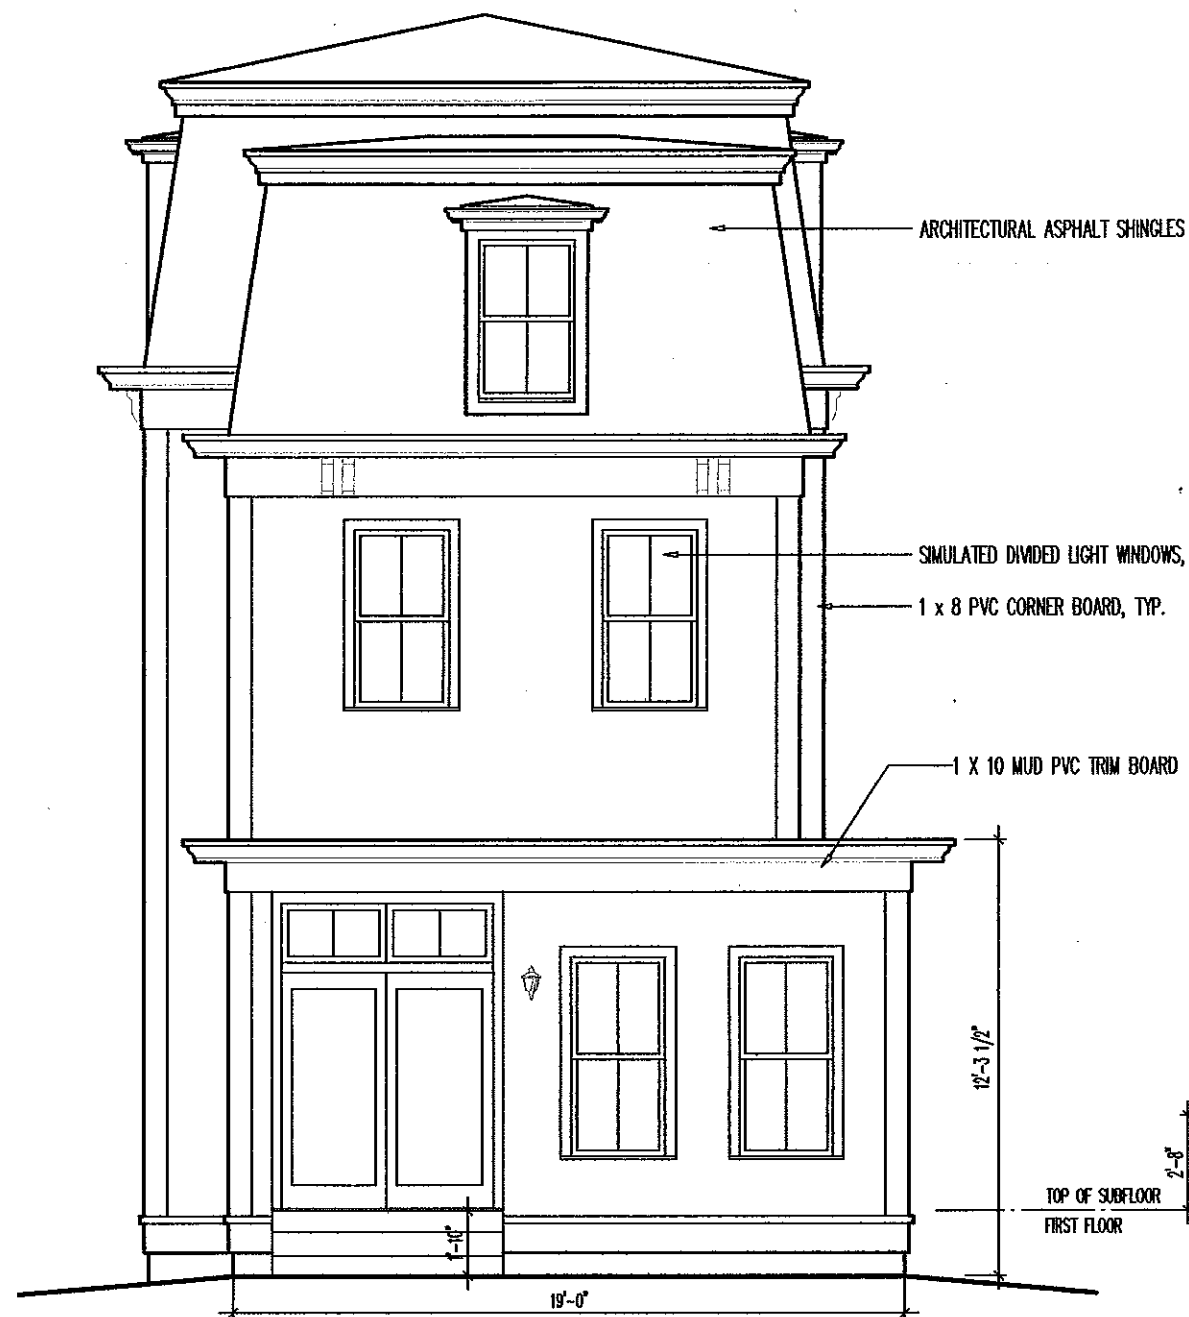 ARCHITECTURAL ASPHALT SHINGLES
SIMULATED DIVIDED LIGHT WINDOWS,
1 x 8 PVC CORNER BOARD, TYP.
1 X 10 MUD PVC TRIM BOARD
12'-3 1/2"
2'-8"
TOP OF SUBFLOOR
FIRST FLOOR
1'-10"
19'-0"